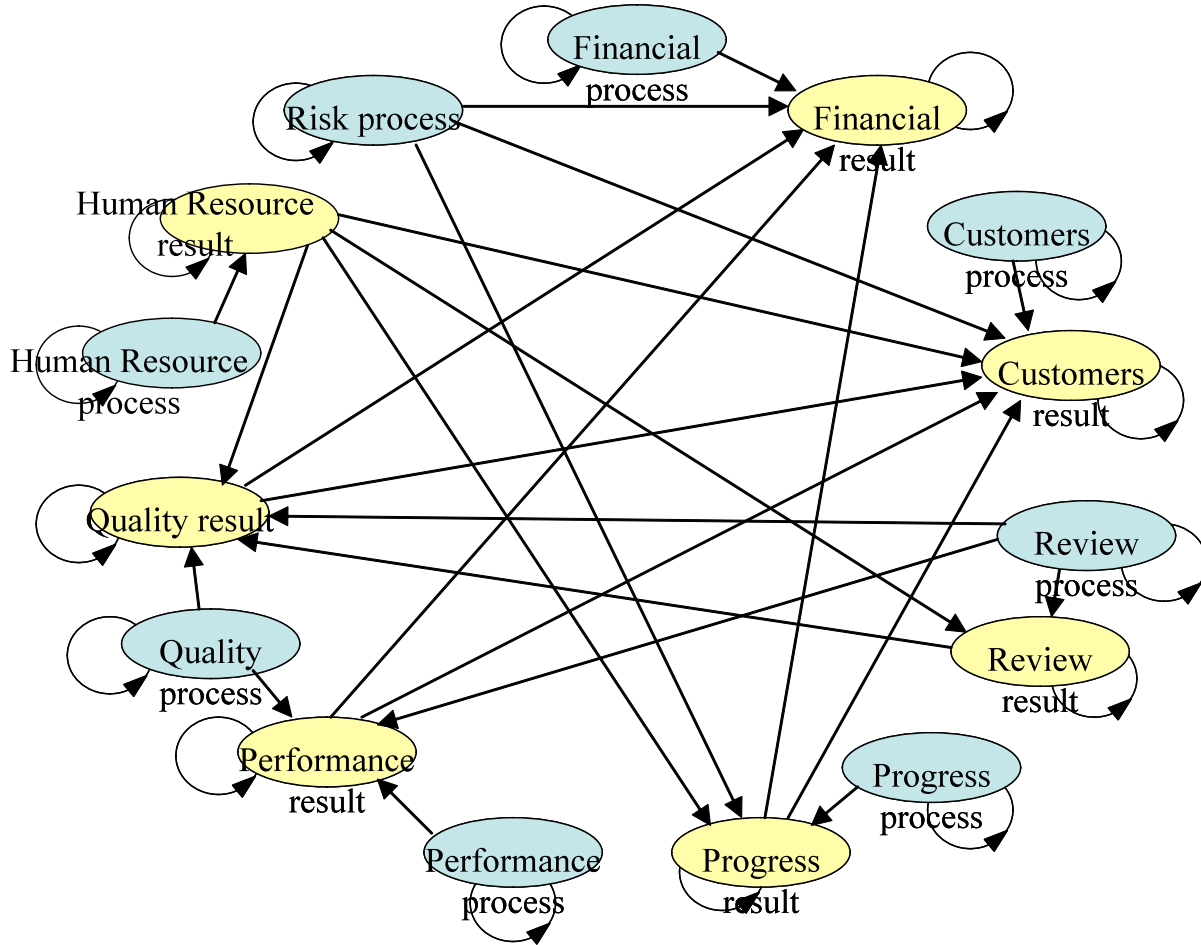 Financial
process
Risk process
Financial
result
Human Resource
result
Customers
process
Human Resource
process
Customers
result
Quality result
Review
process
Quality
process
Review
result
Performance
result
Progress
process
Performance
process
Progress
result